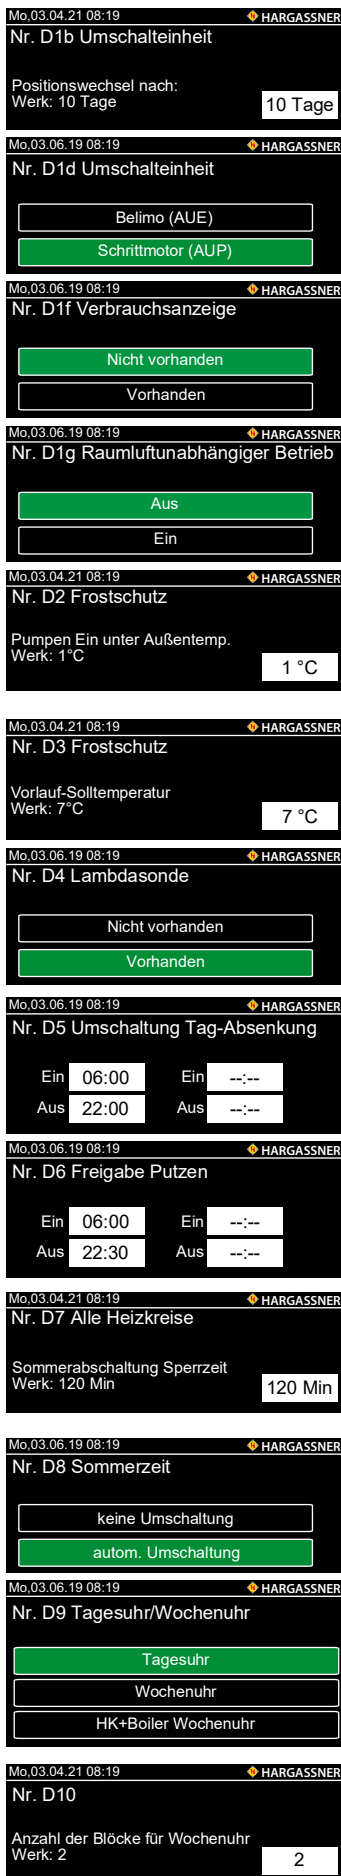 Mo,03.04.21 08:19 HARGASSNER
Nr. D1b Umschalteinheit
Positionswechsel nach:
Werk: 10 Tage 10 Tage
Mo,03.06.19 08:19 HARGASSNER
Nr. D1d Umschalteinheit
Belimo (AUE)
Schrittmotor (AUP)
Mo,03.06.19 08:19 HARGASSNER
Nr. D1f Verbrauchsanzeige
Nicht vorhanden
Vorhanden
Mo,03.06.19 08:19 HARGASSNER
Nr. D1g Raumluftunabhängiger Betrieb
Aus
Ein
Mo,03.04.21 08:19 HARGASSNER
Nr. D2 Frostschutz
Pumpen Ein unter Außentemp.
Werk: 1°C 1 °C
Mo,03.04.21 08:19 HARGASSNER
Nr. D3 Frostschutz
Vorlauf-Solltemperatur
Werk: 7°C 7 °C
Mo,03.06.19 08:19 HARGASSNER
Nr. D4 Lambdasonde
Nicht vorhanden
Vorhanden
Mo,03.06.19 08:19 HARGASSNER
Nr. D5 Umschaltung Tag-Absenkung
Ein 06:00 Ein --:--
Aus 22:00 Aus --:--
Mo,03.06.19 08:19 HARGASSNER
Nr. D6 Freigabe Putzen
Ein 06:00 Ein --:--
Aus 22:30 Aus --:--
Mo,03.04.21 08:19 HARGASSNER
Nr. D7 Alle Heizkreise
Sommerabschaltung Sperrzeit
Werk: 120 Min 120 Min
Mo,03.06.19 08:19 HARGASSNER
Nr. D8 Sommerzeit
keine Umschaltung
autom. Umschaltung
Mo,03.06.19 08:19 HARGASSNER
Nr. D9 Tagesuhr/Wochenuhr
Tagesuhr
Wochenuhr
HK+Boiler Wochenuhr
Mo,03.04.21 08:19 HARGASSNER
Nr. D10
Anzahl der Blöcke für Wochenuhr
Werk: 2 2